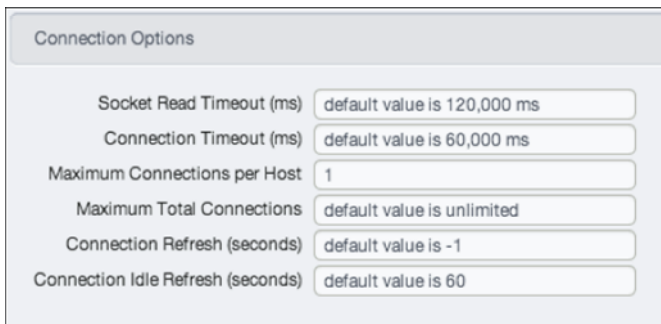 Connection Options
Socket Read Timeout (ms) default value is 120,000 ms
Connection Timeout (ms) default value is 60,000 ms
Maximum Connections per Host 1
Maximum Total Connections default value is unlimited
Connection Refresh (seconds) default value is -1
Connection Idle Refresh (seconds) default value is 60